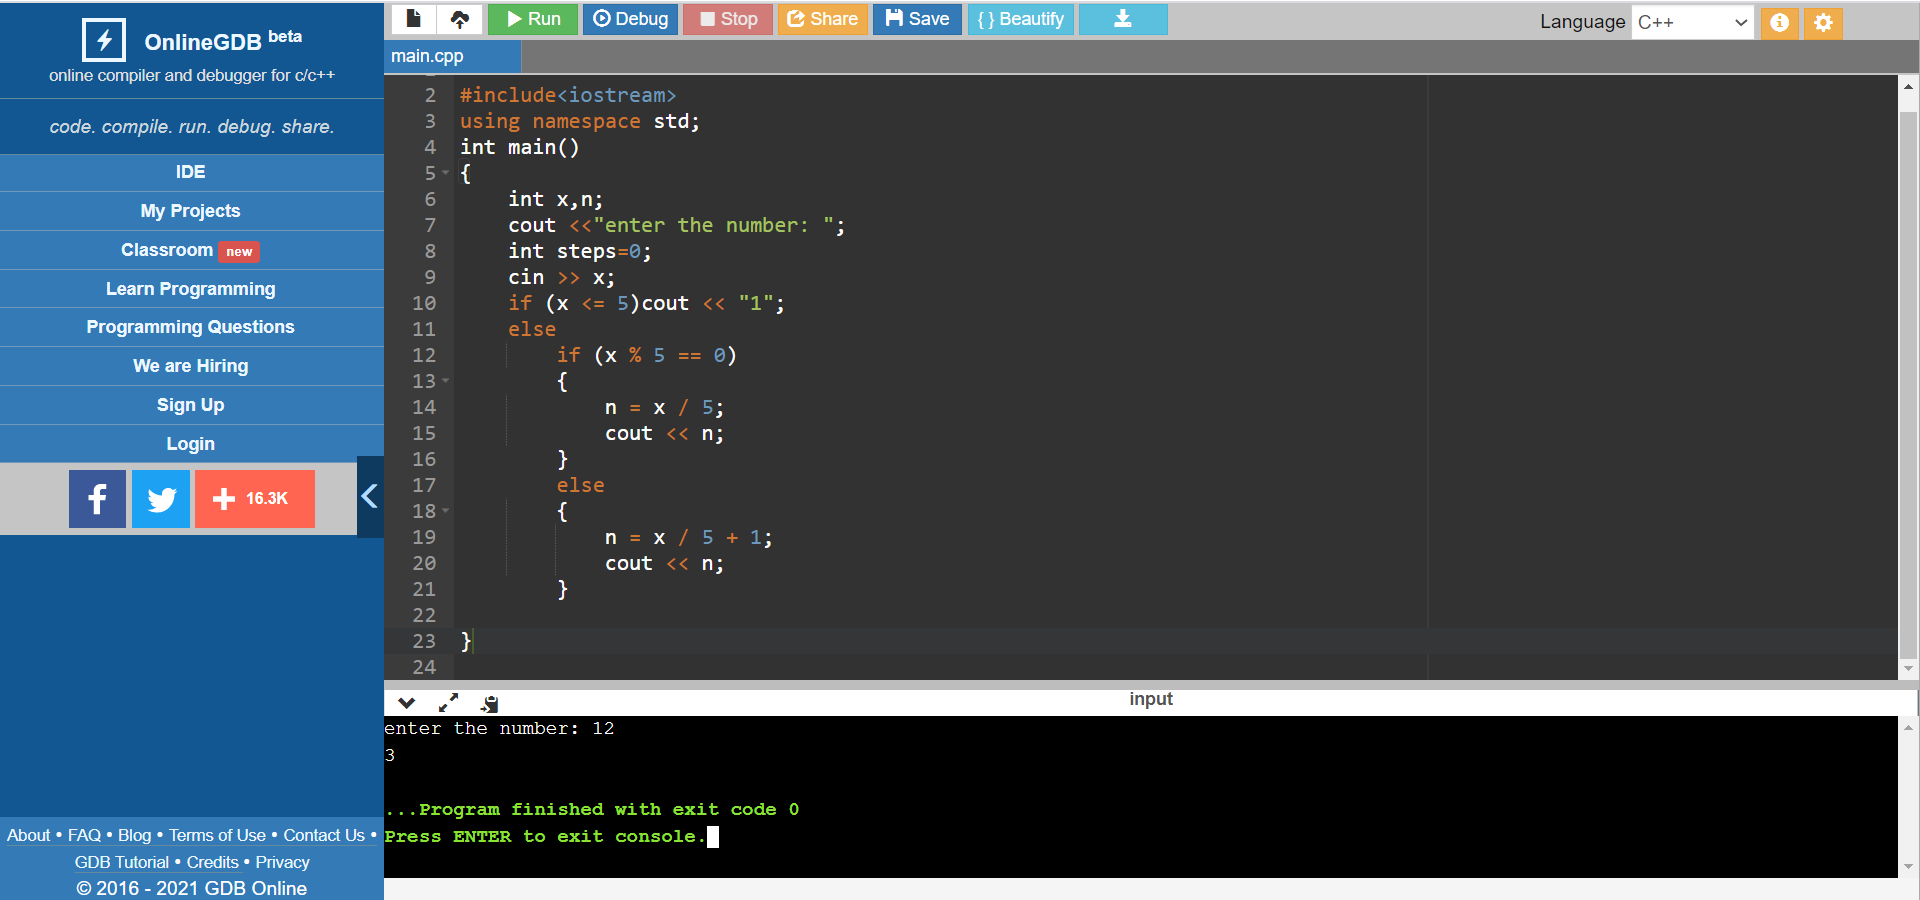 OnlineGDB beta
online compiler and debugger for c/c++
code. compile. run. debug. share.
IDE
My Projects
Classroom new
Learn Programming
Programming Questions
We are Hiring
Sign Up
Login
f + 16.3K
About • FAQ • Blog • Terms of Use • Contact Us •
GDB Tutorial • Credits • Privacy
© 2016 - 2021 GDB Online
Run Debug Stop Share Save { } Beautify Language C++
main.cpp
2 #include<iostream>
3 using namespace std;
4 int main()
5 {
6     int x,n;
7     cout <<"enter the number: ";
8     int steps=0;
9     cin >> x;
10     if (x <= 5)cout << "1";
11     else
12         if (x % 5 == 0)
13         {
14             n = x / 5;
15             cout << n;
16         }
17         else
18         {
19             n = x / 5 + 1;
20             cout << n;
21         }
22
23 }
24
input
enter the number: 12
3
...Program finished with exit code 0
Press ENTER to exit console.